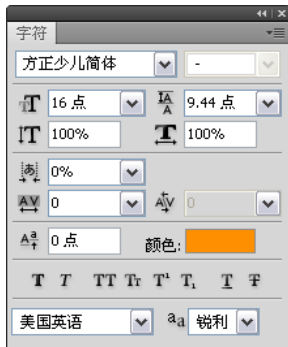 字符
方正少儿简体 -
16 点 9.44 点
100% 100%
0%
0 0
0 点 颜色:
T T TT Tт T¹ T₁ T Ŧ
美国英语 aa 锐利